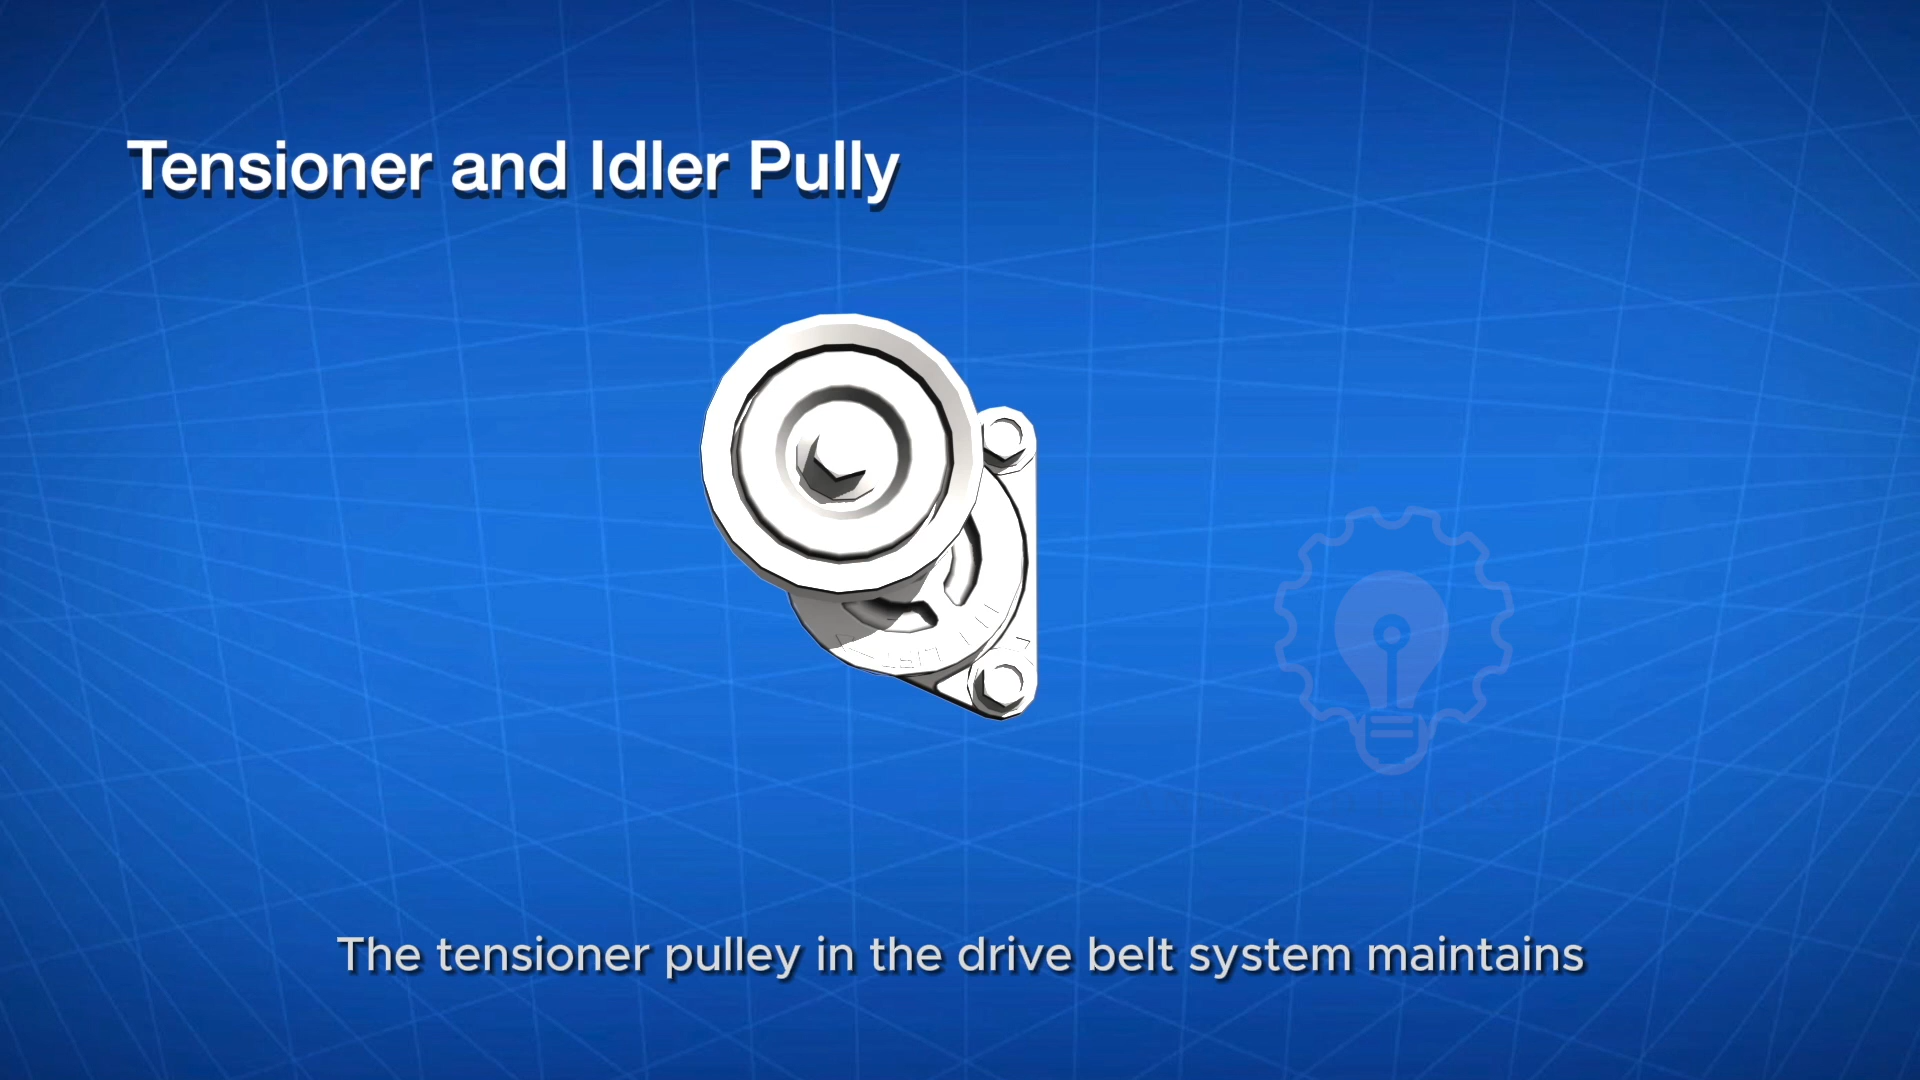 Tensioner and Idler Pully
The tensioner pulley in the drive belt system maintains